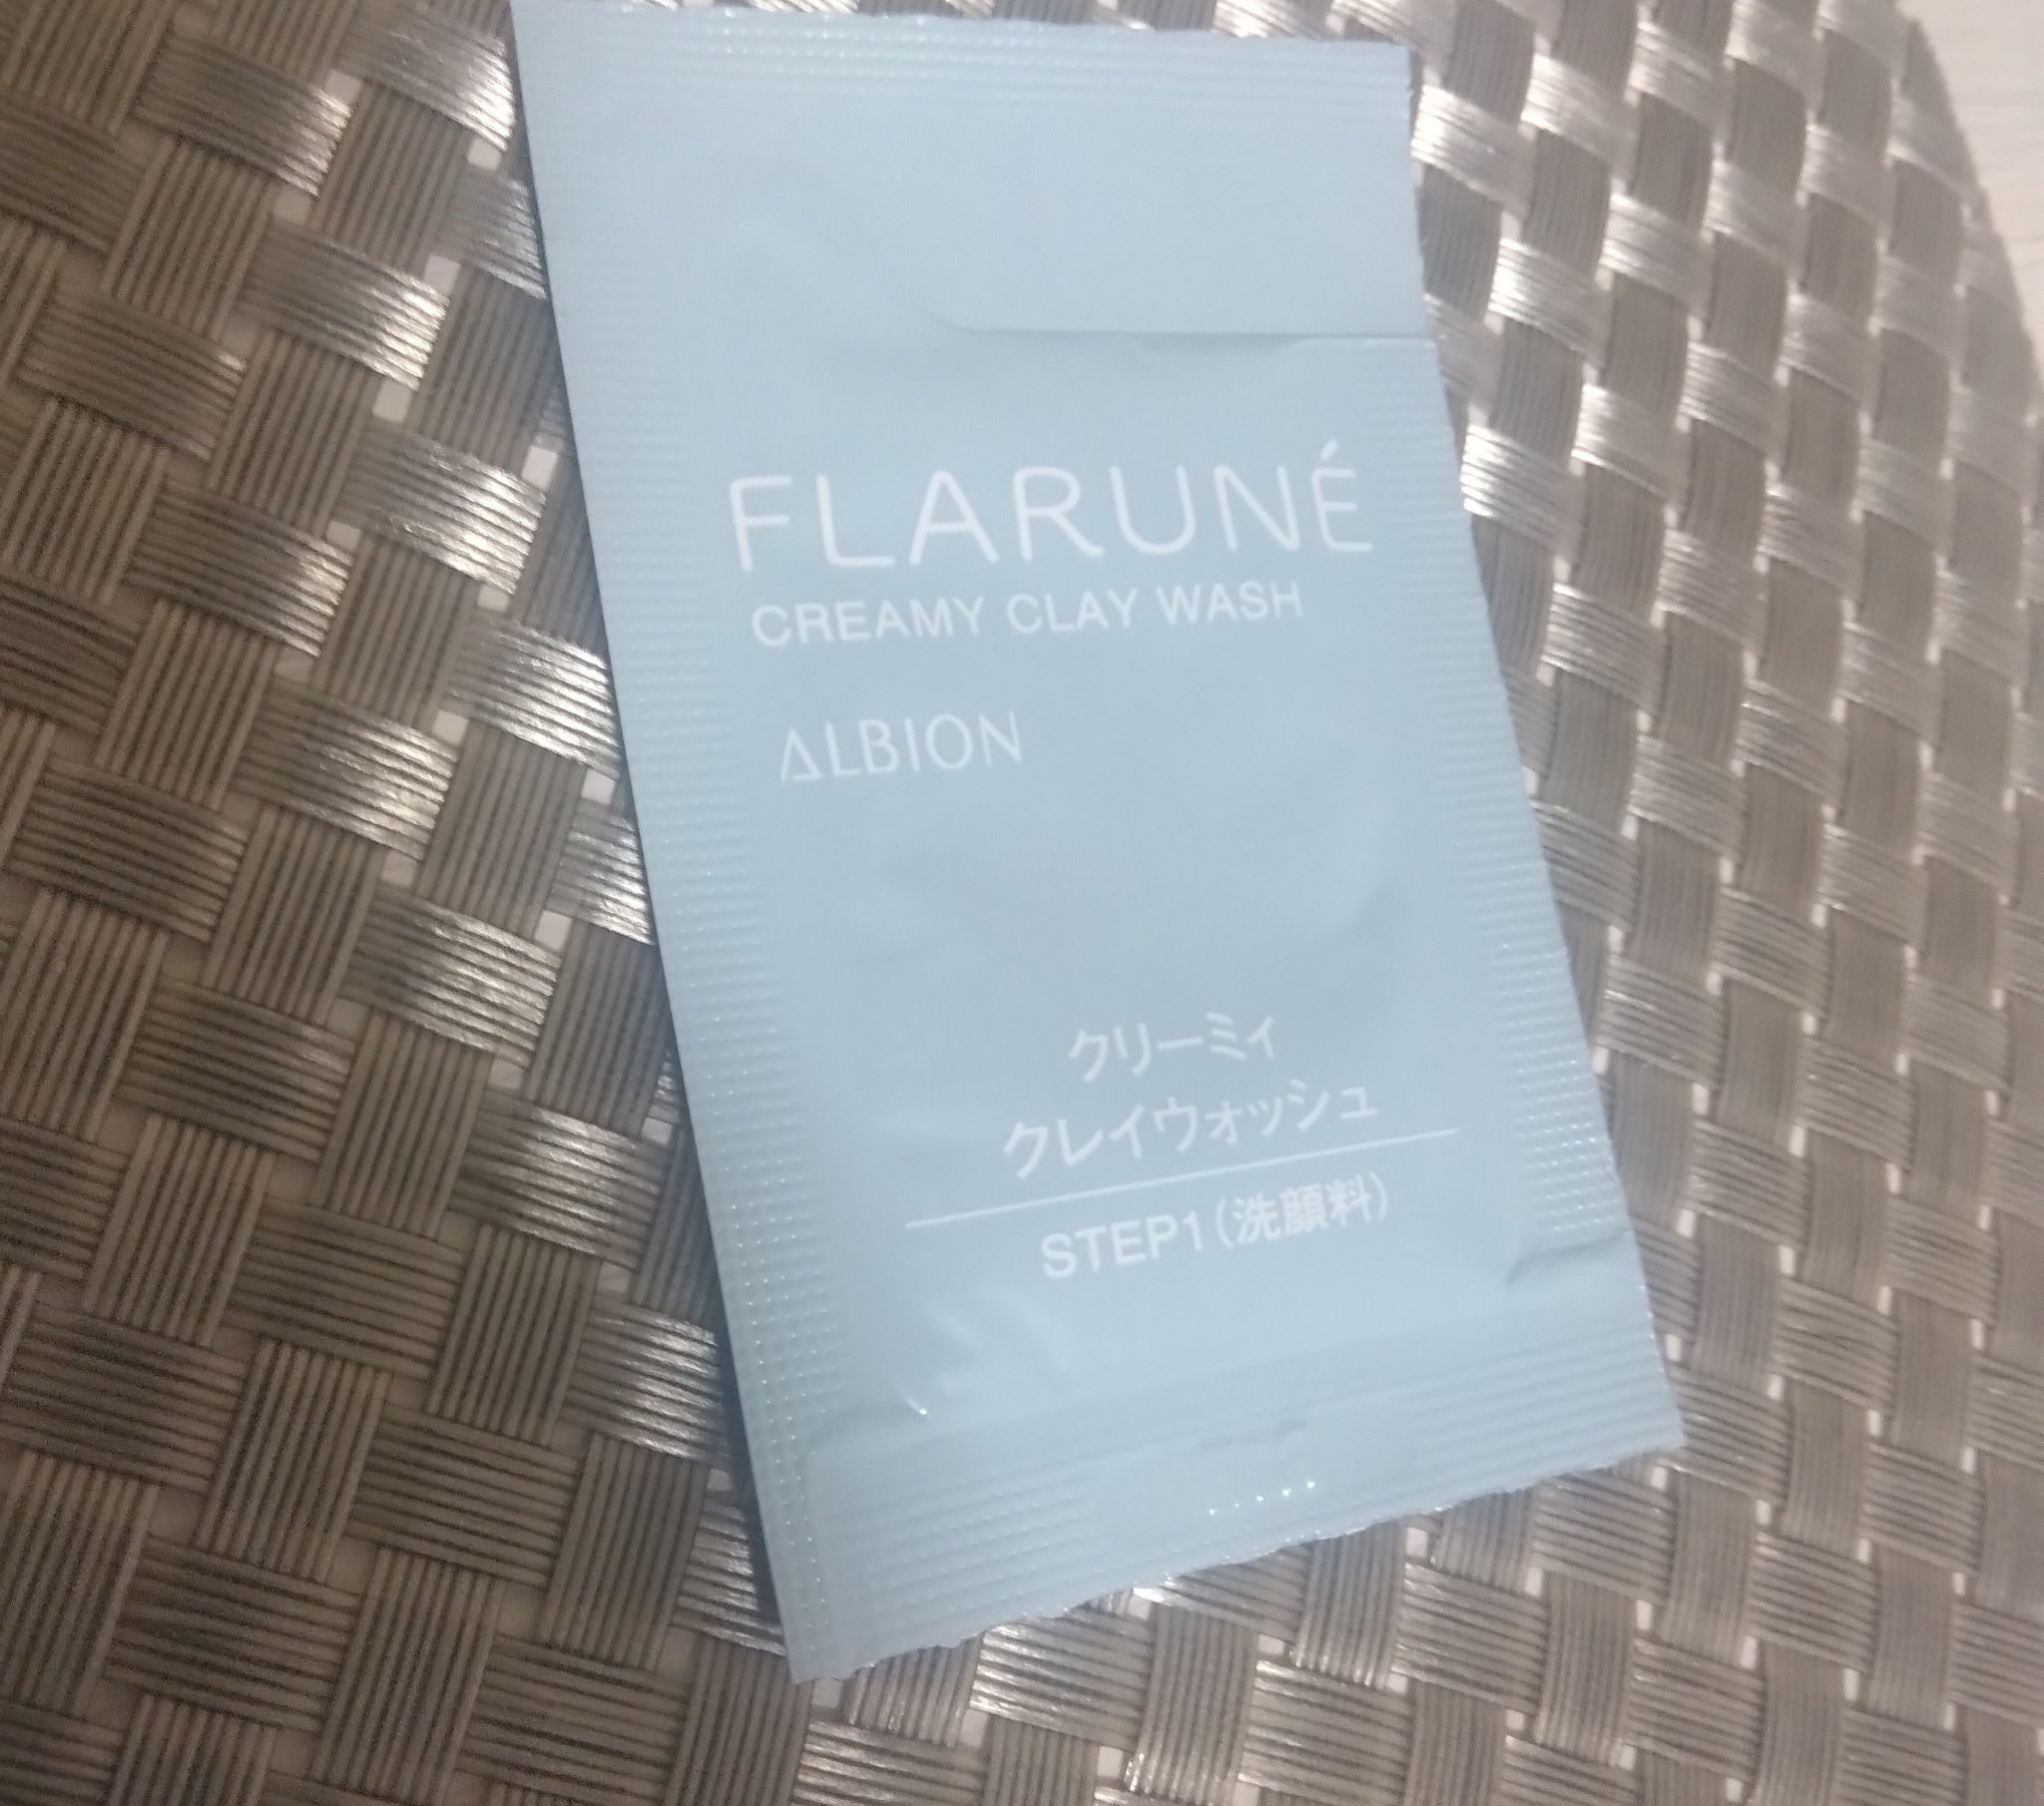 FLARUNÉ
CREAMY CLAY WASH
ALBION
クリーミィ
クレイウォッシュ
STEP1(洗顔料)